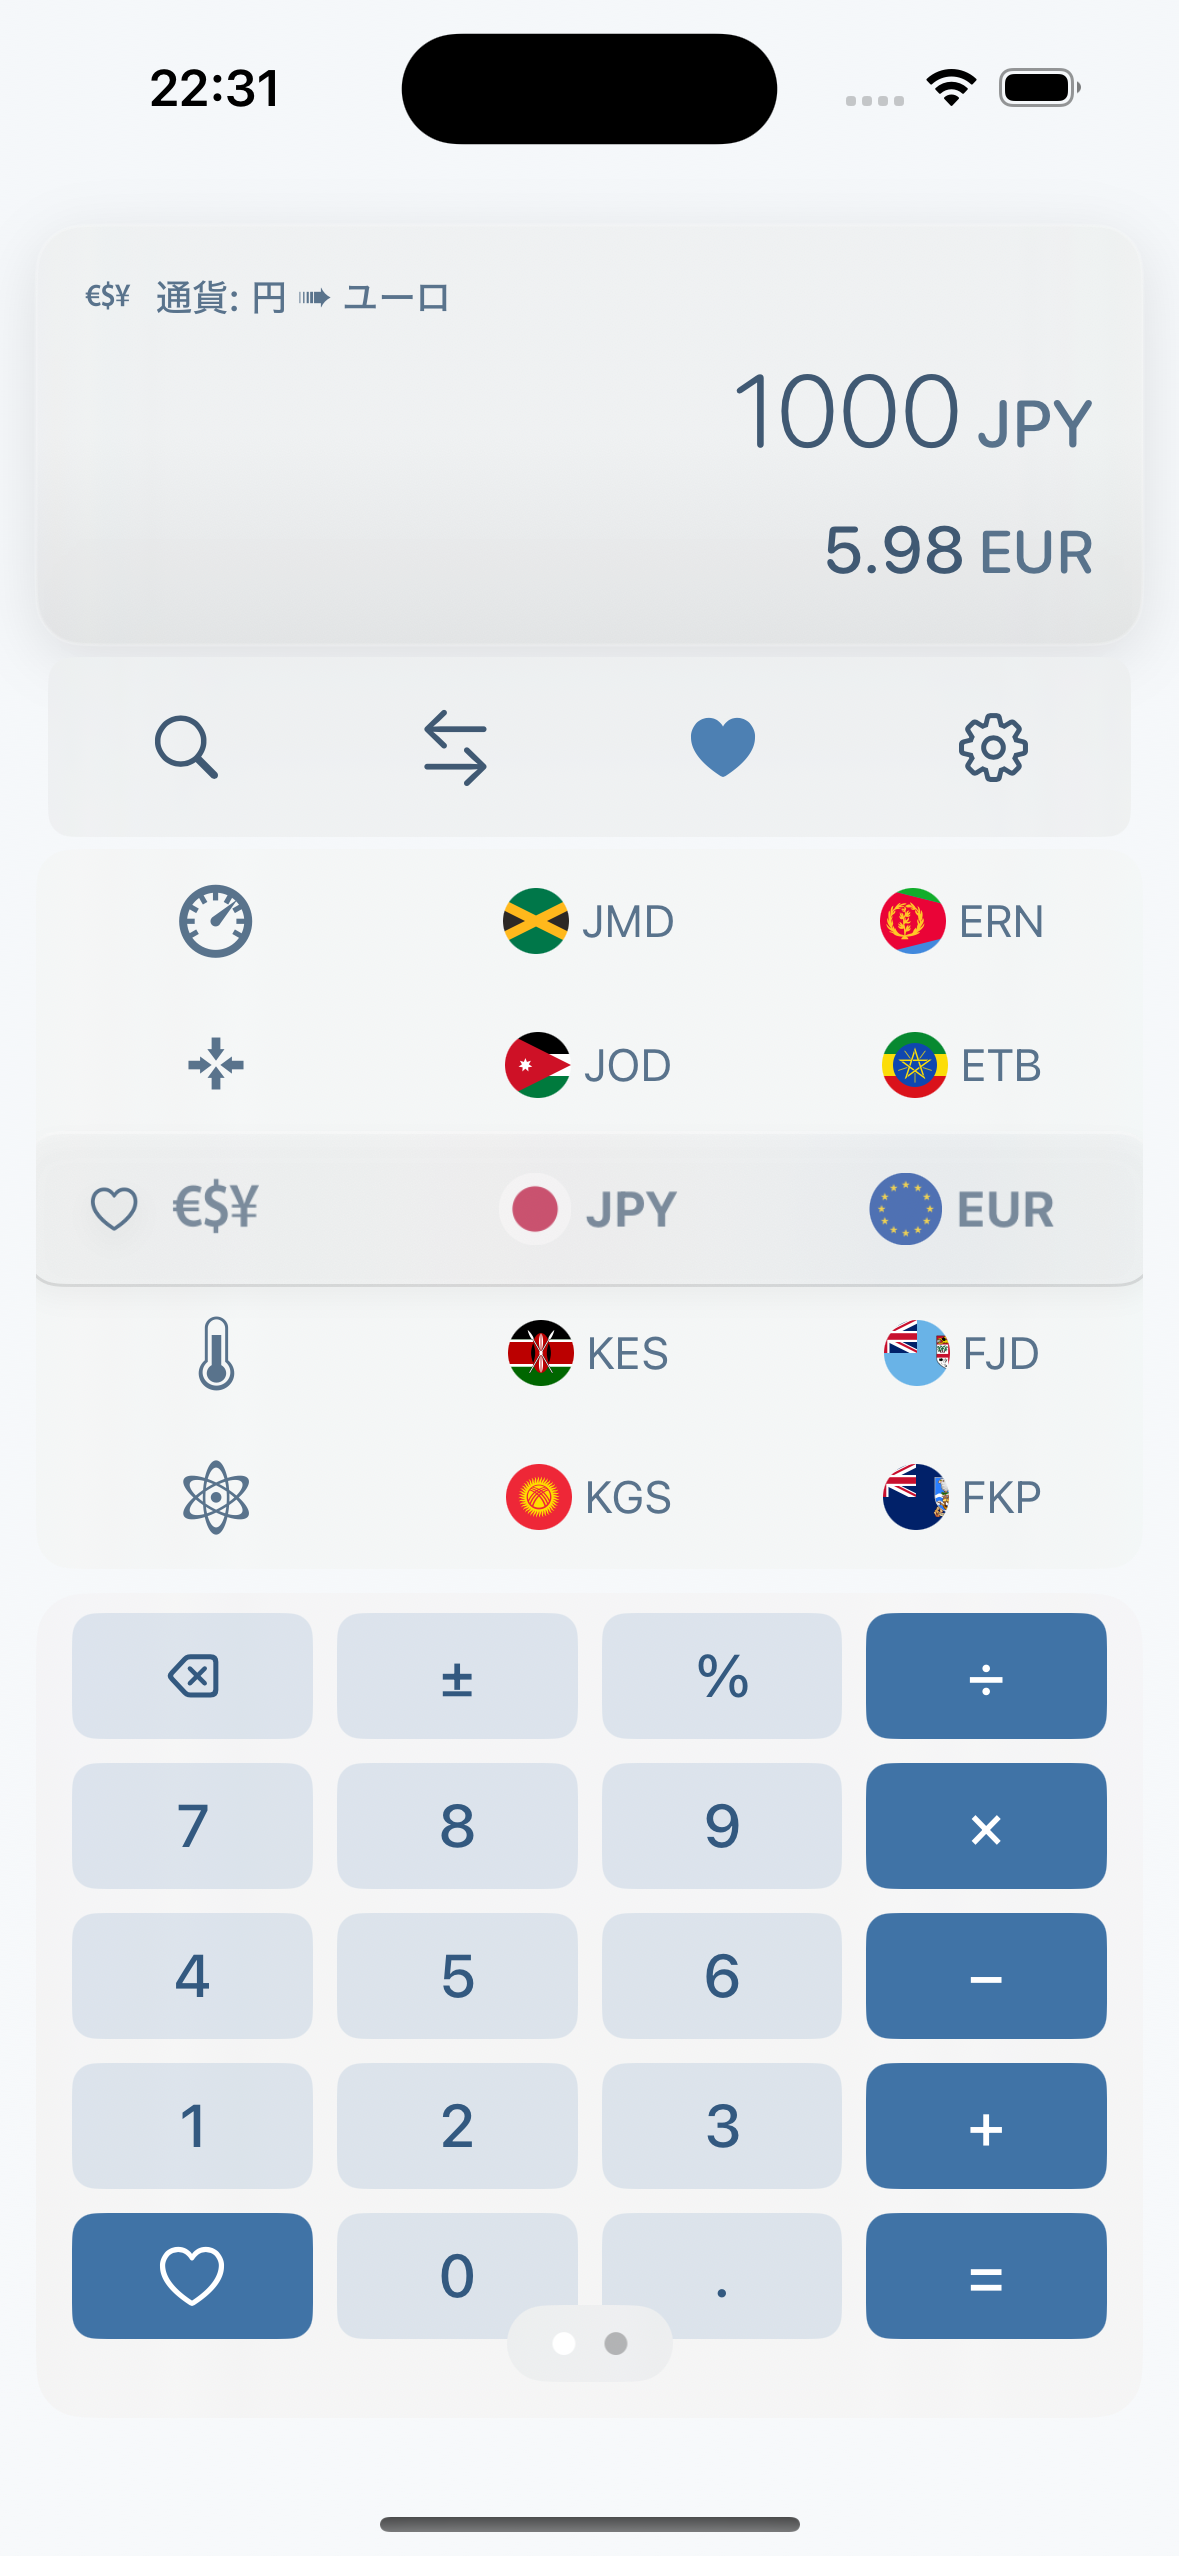 22:31
€$¥ 通貨: 円 ➠ ユーロ
1000 JPY
5.98 EUR
JMD ERN
JOD ETB
€$¥ JPY EUR
KES FJD
KGS FKP
± % ÷
7 8 9 ×
4 5 6 −
1 2 3 +
0 . =